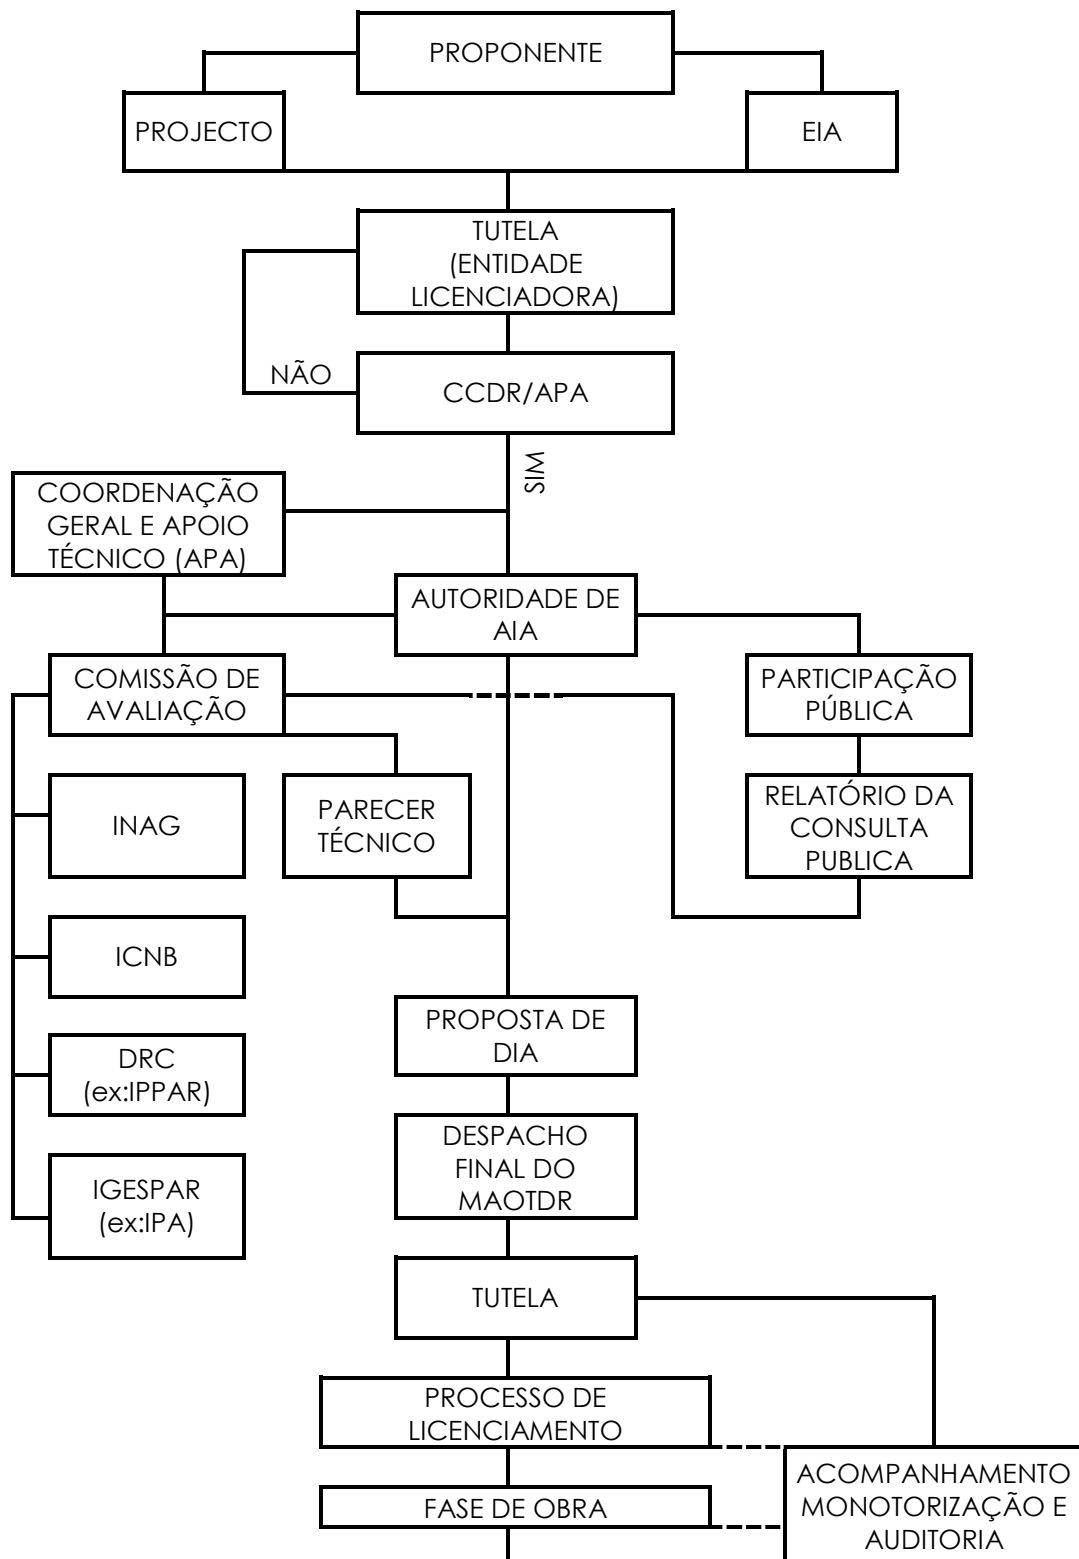 PROPONENTE
PROJECTO
EIA
TUTELA
(ENTIDADE
LICENCIADORA)
NÃO
CCDR/APA
SIM
COORDENAÇÃO
GERAL E APOIO
TÉCNICO (APA)
AUTORIDADE DE
AIA
COMISSÃO DE
AVALIAÇÃO
PARTICIPAÇÃO
PÚBLICA
INAG
PARECER
TÉCNICO
RELATÓRIO DA
CONSULTA
PUBLICA
ICNB
PROPOSTA DE
DIA
DRC
(ex:IPPAR)
DESPACHO
FINAL DO
MAOTDR
IGESPAR
(ex:IPA)
TUTELA
PROCESSO DE
LICENCIAMENTO
FASE DE OBRA
ACOMPANHAMENTO
MONOTORIZAÇÃO E
AUDITORIA